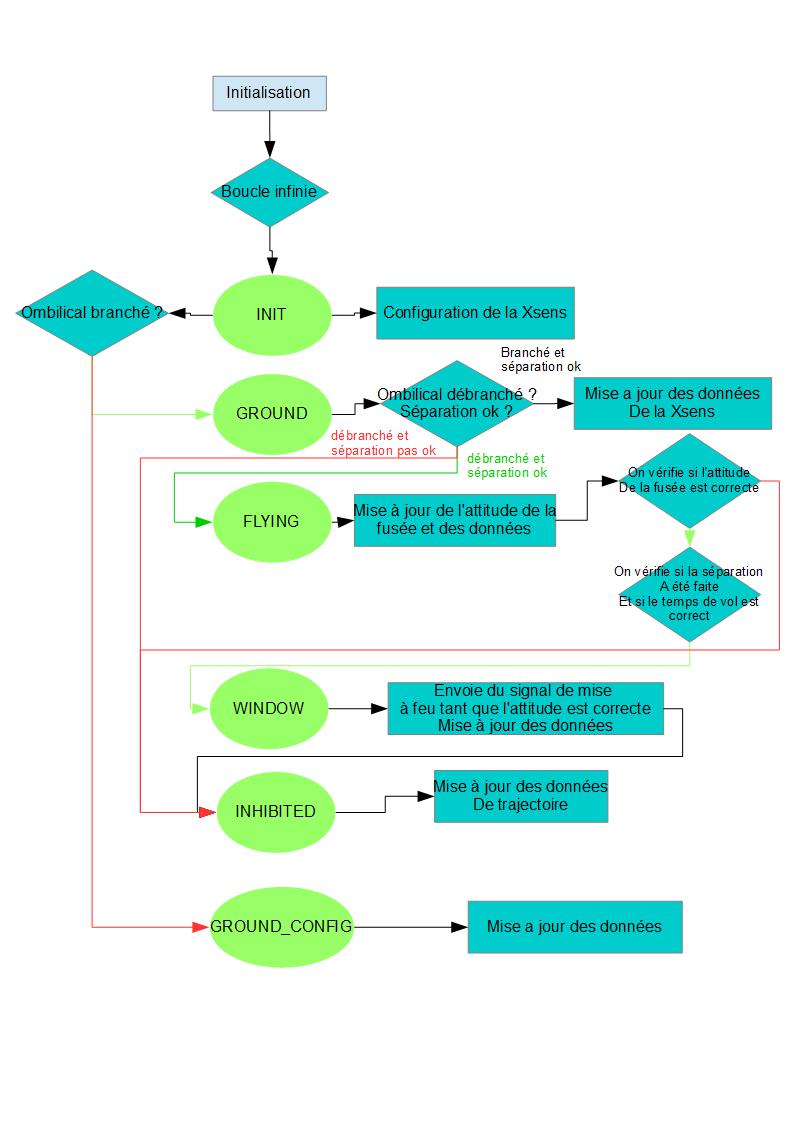 Initialisation
Boucle infinie
Ombilical branché ?
INIT
Configuration de la Xsens
Branché et
séparation ok
GROUND
Ombilical débranché ?
Séparation ok ?
Mise a jour des données
De la Xsens
débranché et
séparation pas ok
débranché et
séparation ok
On vérifie si l'attitude
De la fusée est correcte
FLYING
Mise à jour de l'attitude de la
fusée et des données
On vérifie si la séparation
A été faite
Et si le temps de vol est
correct
WINDOW
Envoie du signal de mise
à feu tant que l'attitude est correcte
Mise à jour des données
INHIBITED
Mise à jour des données
De trajectoire
GROUND_CONFIG
Mise a jour des données